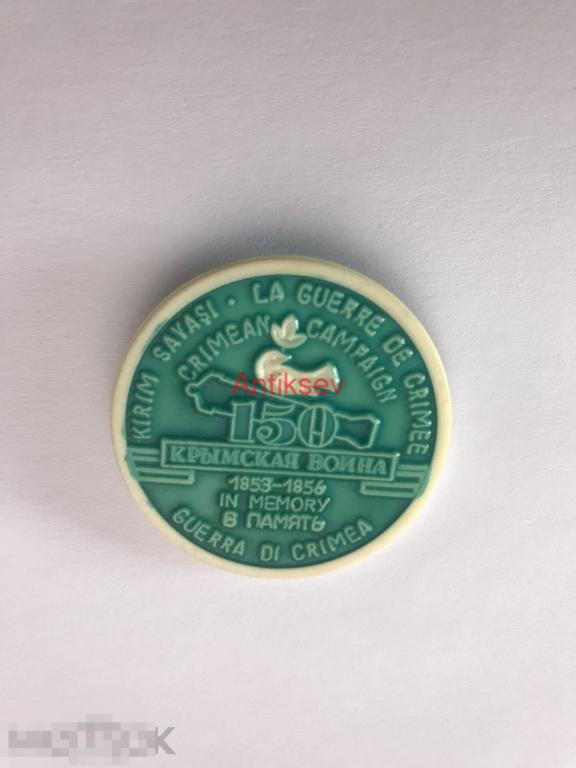 KIRIM SAVAŞI · LA GUERRE DE CRIMEE
CRIMEAN CAMPAIGN
Antiksev
150
КРЫМСКАЯ ВОЙНА
1853-1856
IN MEMORY
В ПАМЯТЬ
GUERRA DI CRIMEA